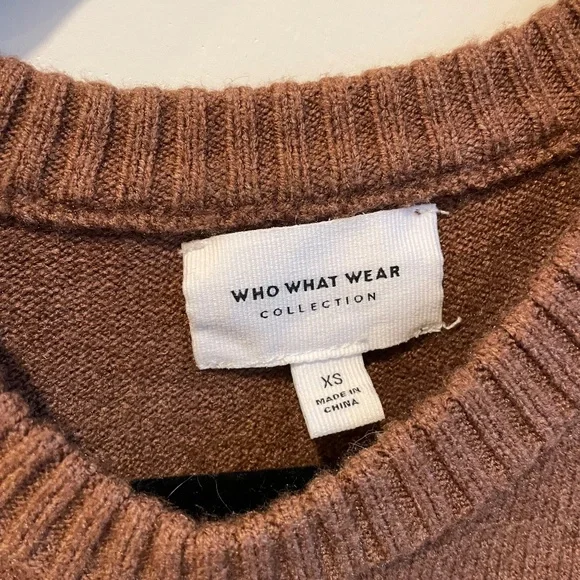 WHO WHAT WEAR
COLLECTION
XS
MADE IN
CHINA